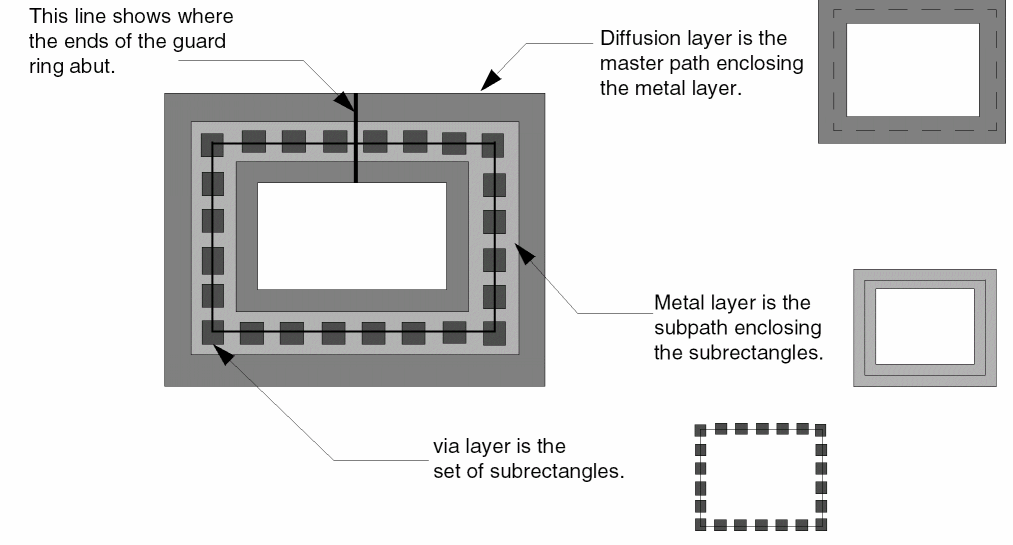 This line shows where
the ends of the guard
ring abut.
Diffusion layer is the
master path enclosing
the metal layer.
Metal layer is the
subpath enclosing
the subrectangles.
via layer is the
set of subrectangles.